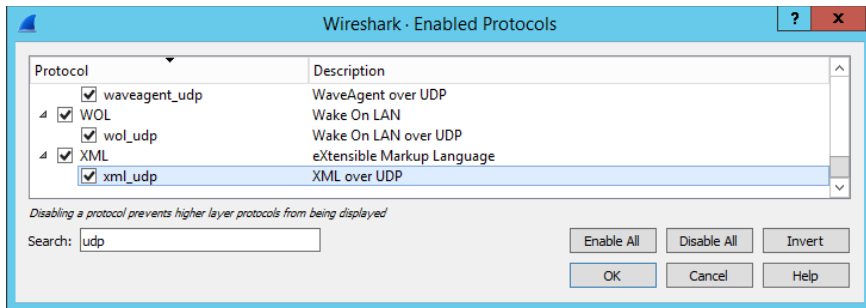 Wireshark · Enabled Protocols
? x
Protocol Description
waveagent_udp WaveAgent over UDP
WOL Wake On LAN
wol_udp Wake On LAN over UDP
XML eXtensible Markup Language
xml_udp XML over UDP
Disabling a protocol prevents higher layer protocols from being displayed
Search: udp Enable All Disable All Invert
OK Cancel Help